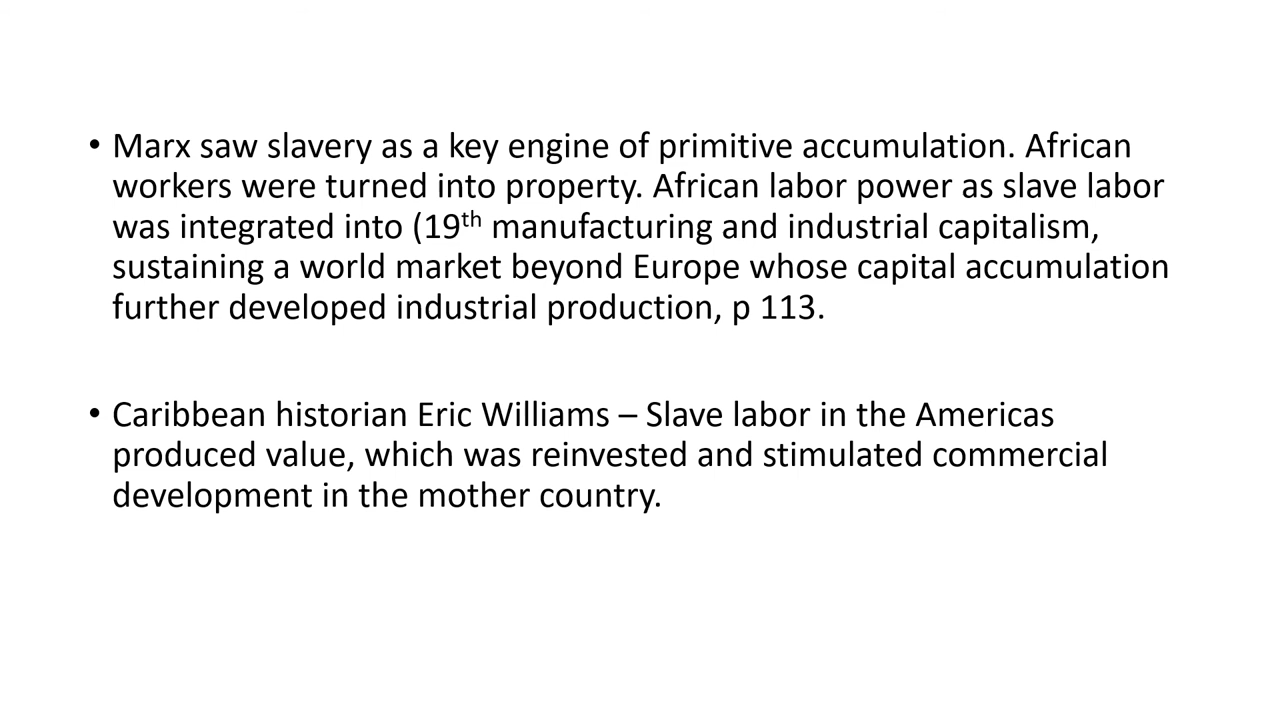 • Marx saw slavery as a key engine of primitive accumulation. African
workers were turned into property. African labor power as slave labor
was integrated into (19th manufacturing and industrial capitalism,
sustaining a world market beyond Europe whose capital accumulation
further developed industrial production, p 113.
• Caribbean historian Eric Williams – Slave labor in the Americas
produced value, which was reinvested and stimulated commercial
development in the mother country.